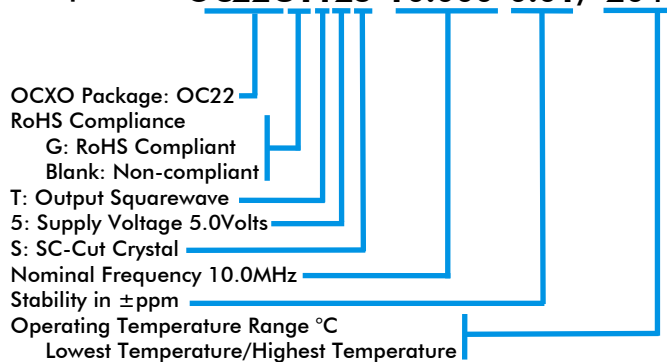 OCXO Package: OC22
RoHS Compliance
G: RoHS Compliant
Blank: Non-compliant
T: Output Squarewave
5: Supply Voltage 5.0Volts
S: SC-Cut Crystal
Nominal Frequency 10.0MHz
Stability in ±ppm
Operating Temperature Range °C
Lowest Temperature/Highest Temperature